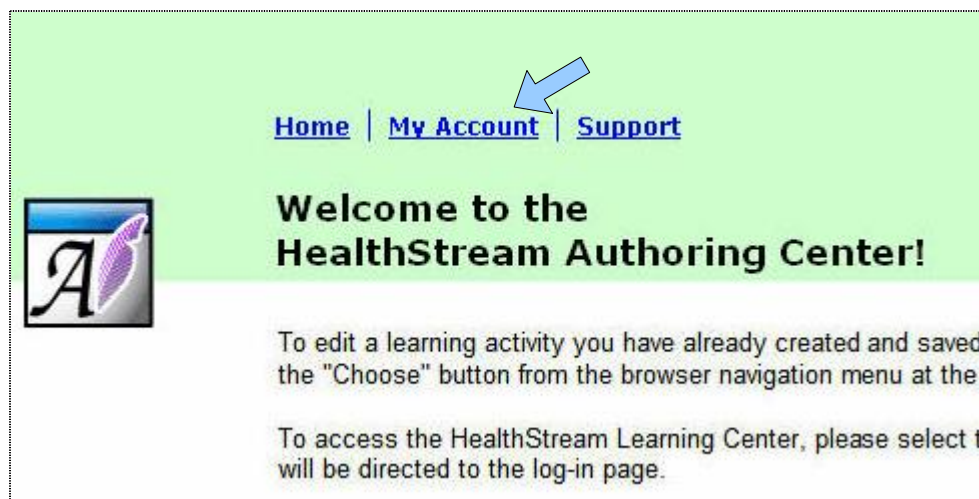 Home | My Account | Support
Welcome to the
HealthStream Authoring Center!
A
To edit a learning activity you have already created and saved
the "Choose" button from the browser navigation menu at the
To access the HealthStream Learning Center, please select
will be directed to the log-in page.